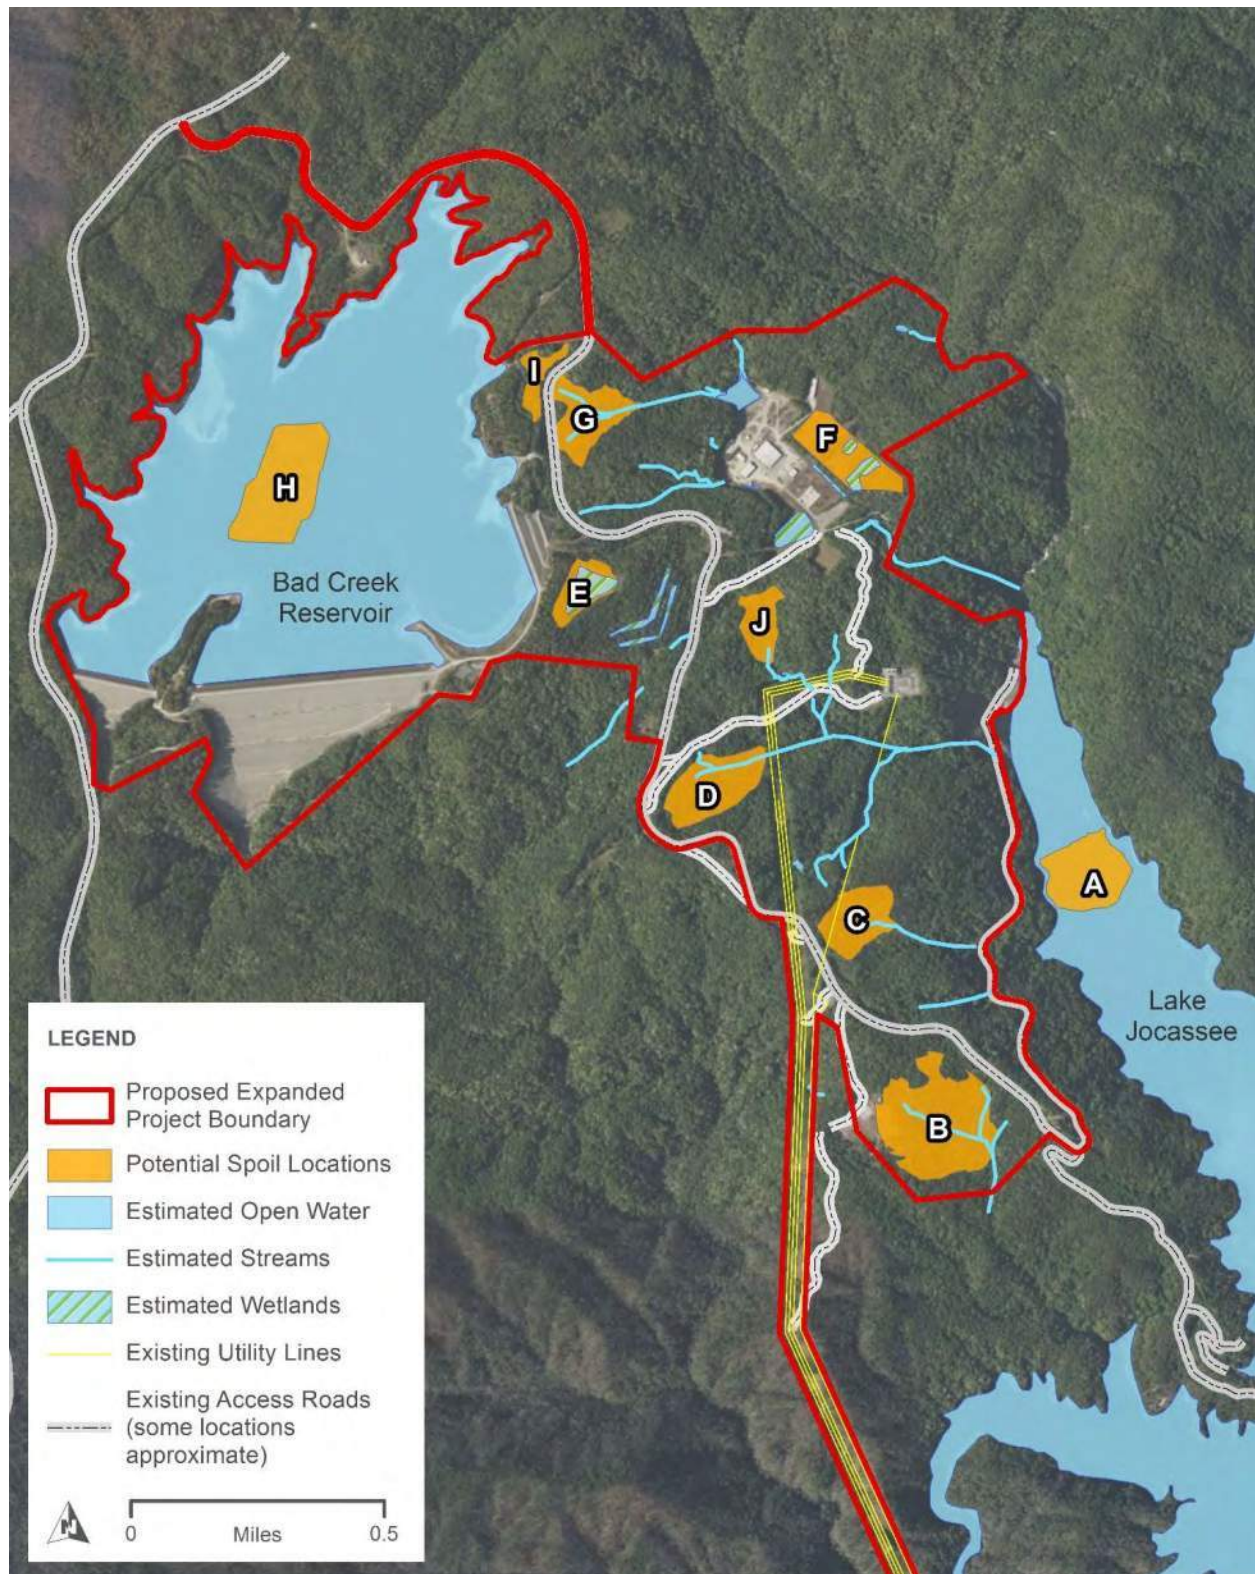 I
G
F
H
Bad Creek
Reservoir
E
J
D
A
C
Lake
Jocassee
B
LEGEND
Proposed Expanded
Project Boundary
Potential Spoil Locations
Estimated Open Water
Estimated Streams
Estimated Wetlands
Existing Utility Lines
Existing Access Roads
(some locations
approximate)
N
0 Miles 0.5